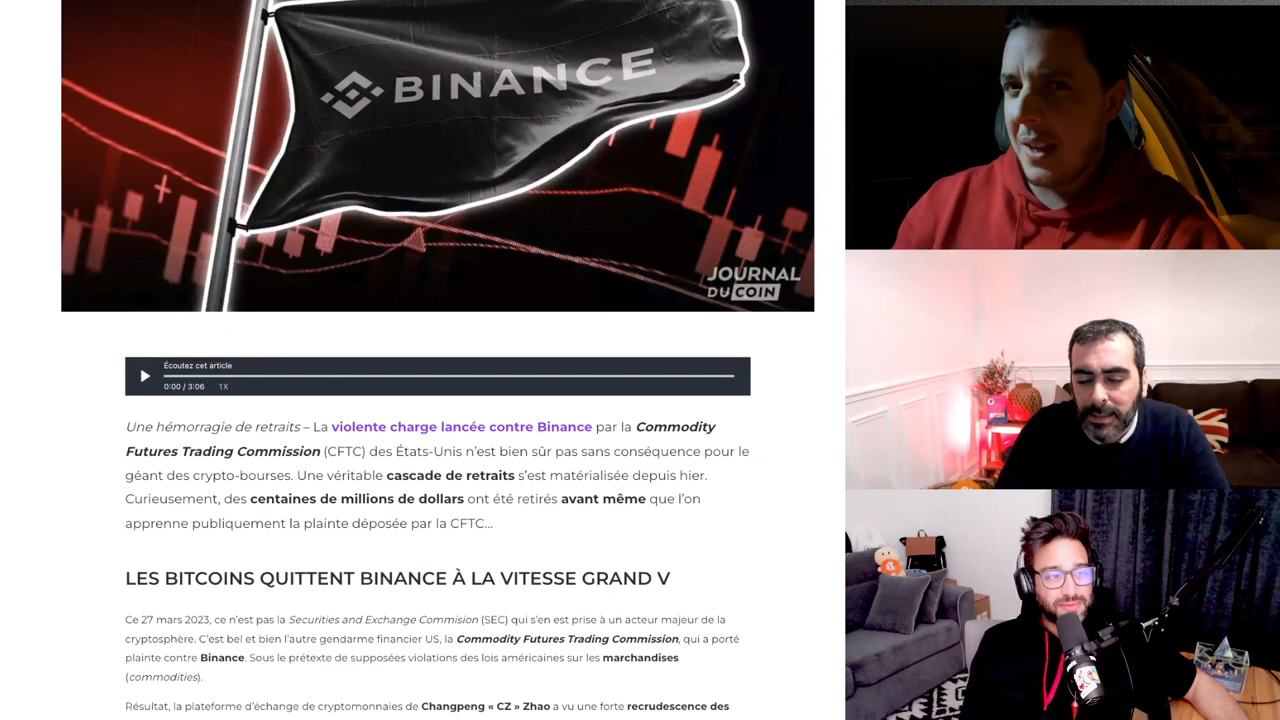 BINANCE
JOURNAL
DU COIN
Écoutez cet article
0:00 / 3:06 1X
Une hémorragie de retraits – La violente charge lancée contre Binance par la Commodity
Futures Trading Commission (CFTC) des États-Unis n’est bien sûr pas sans conséquence pour le
géant des crypto-bourses. Une véritable cascade de retraits s’est matérialisée depuis hier.
Curieusement, des centaines de millions de dollars ont été retirés avant même que l’on
apprenne publiquement la plainte déposée par la CFTC…
LES BITCOINS QUITTENT BINANCE À LA VITESSE GRAND V
Ce 27 mars 2023, ce n’est pas la Securities and Exchange Commision (SEC) qui s’en est prise à un acteur majeur de la
cryptosphère. C’est bel et bien l’autre gendarme financier US, la Commodity Futures Trading Commission, qui a porté
plainte contre Binance. Sous le prétexte de supposées violations des lois américaines sur les marchandises
(commodities).
Résultat, la plateforme d’échange de cryptomonnaies de Changpeng « CZ » Zhao a vu une forte recrudescence des